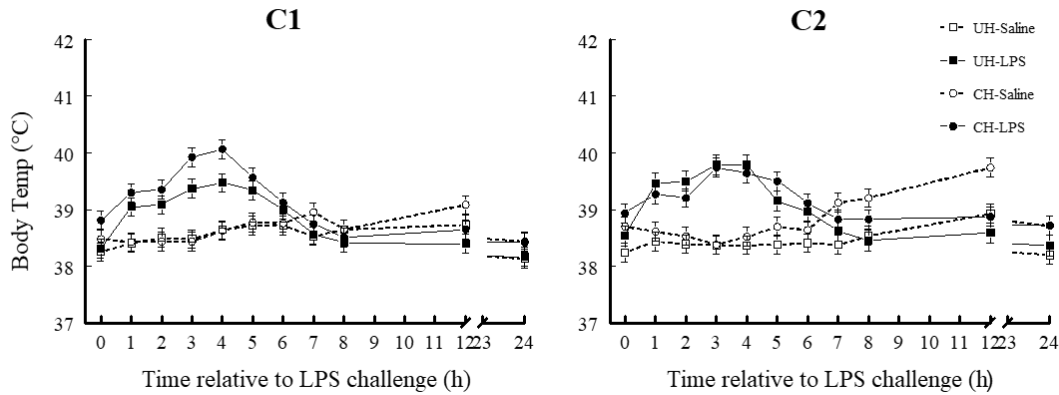 C1
C2
Body Temp (°C)
42
41
40
39
38
37
0 1 2 3 4 5 6 7 8 9 10 11 12 23 24
Time relative to LPS challenge (h)
42
41
40
39
38
37
0 1 2 3 4 5 6 7 8 9 10 11 12 23 24
Time relative to LPS challenge (h)
UH-Saline
UH-LPS
CH-Saline
CH-LPS